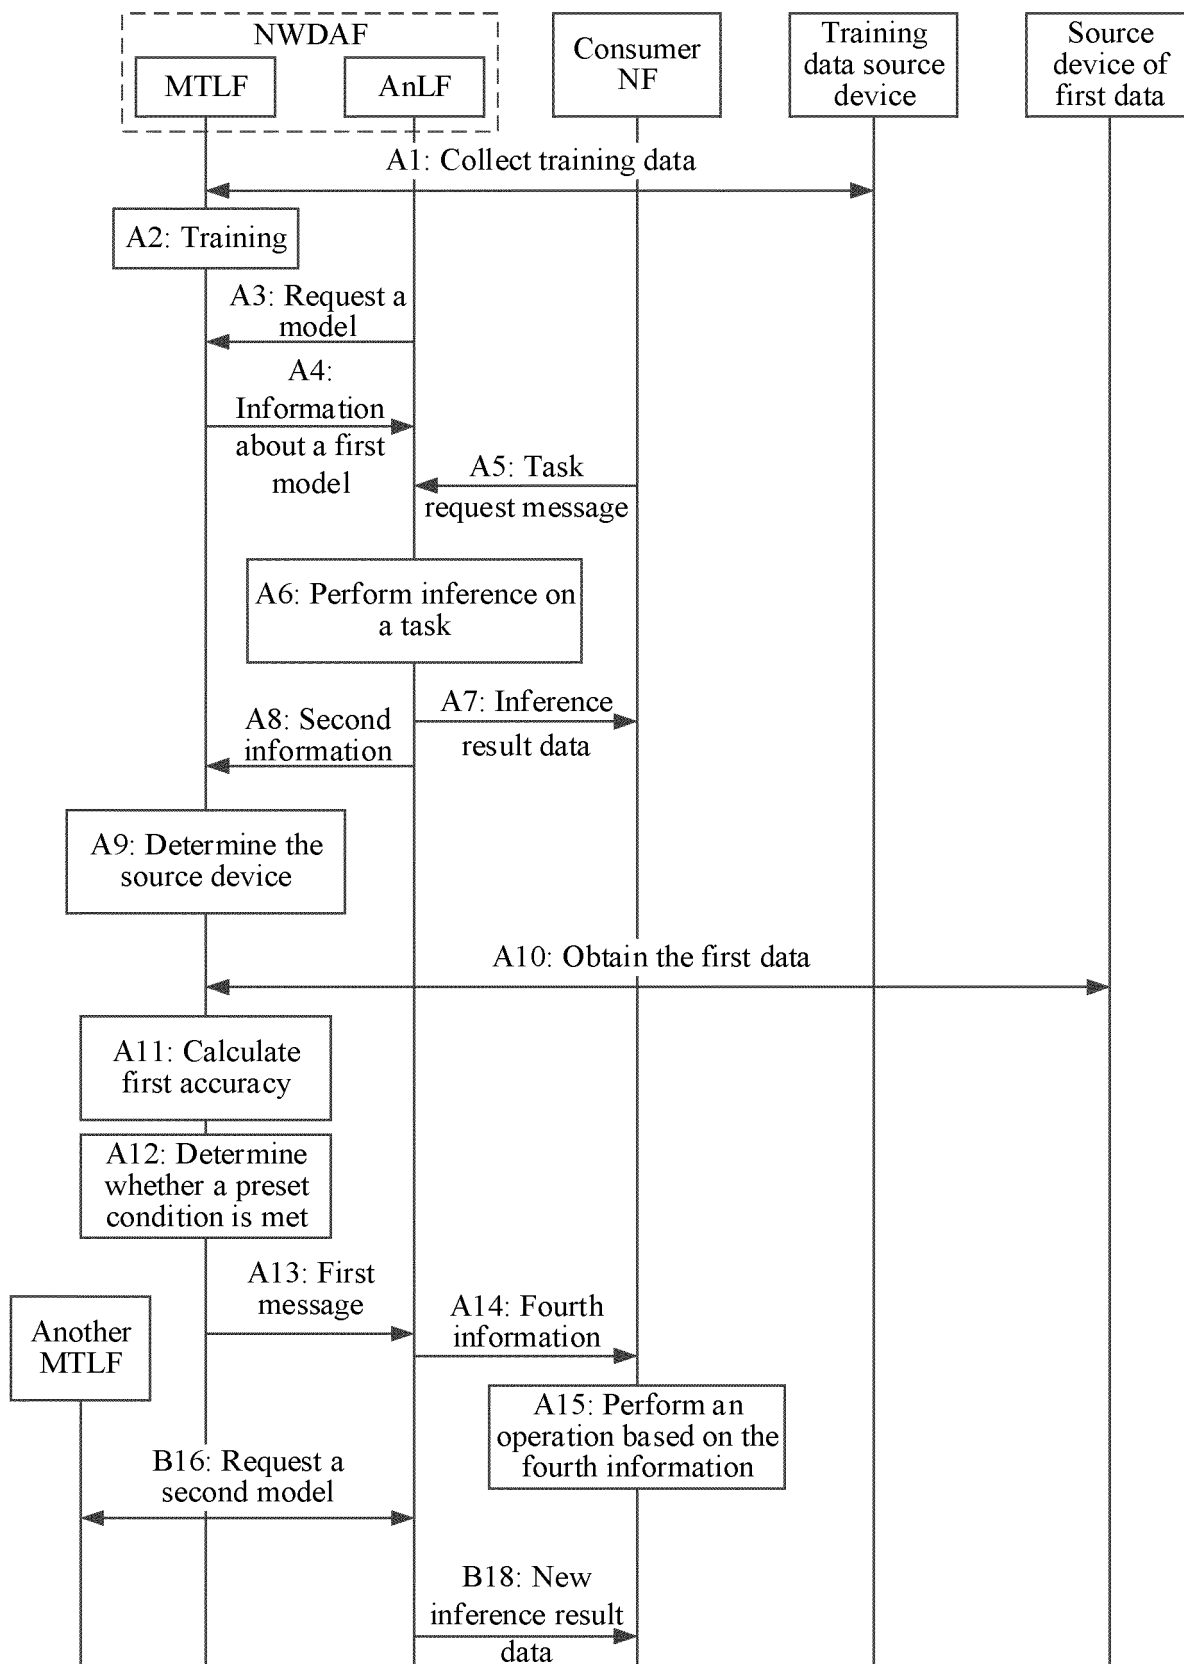 NWDAF
MTLF
AnLF
Consumer
NF
Training
data source
device
Source
device of
first data
A1: Collect training data
A2: Training
A3: Request a
model
A4:
Information
about a first
model
A5: Task
request message
A6: Perform inference on
a task
A7: Inference
result data
A8: Second
information
A9: Determine the
source device
A10: Obtain the first data
A11: Calculate
first accuracy
A12: Determine
whether a preset
condition is met
A13: First
message
A14: Fourth
information
Another
MTLF
A15: Perform an
operation based on the
fourth information
B16: Request a
second model
B18: New
inference result
data